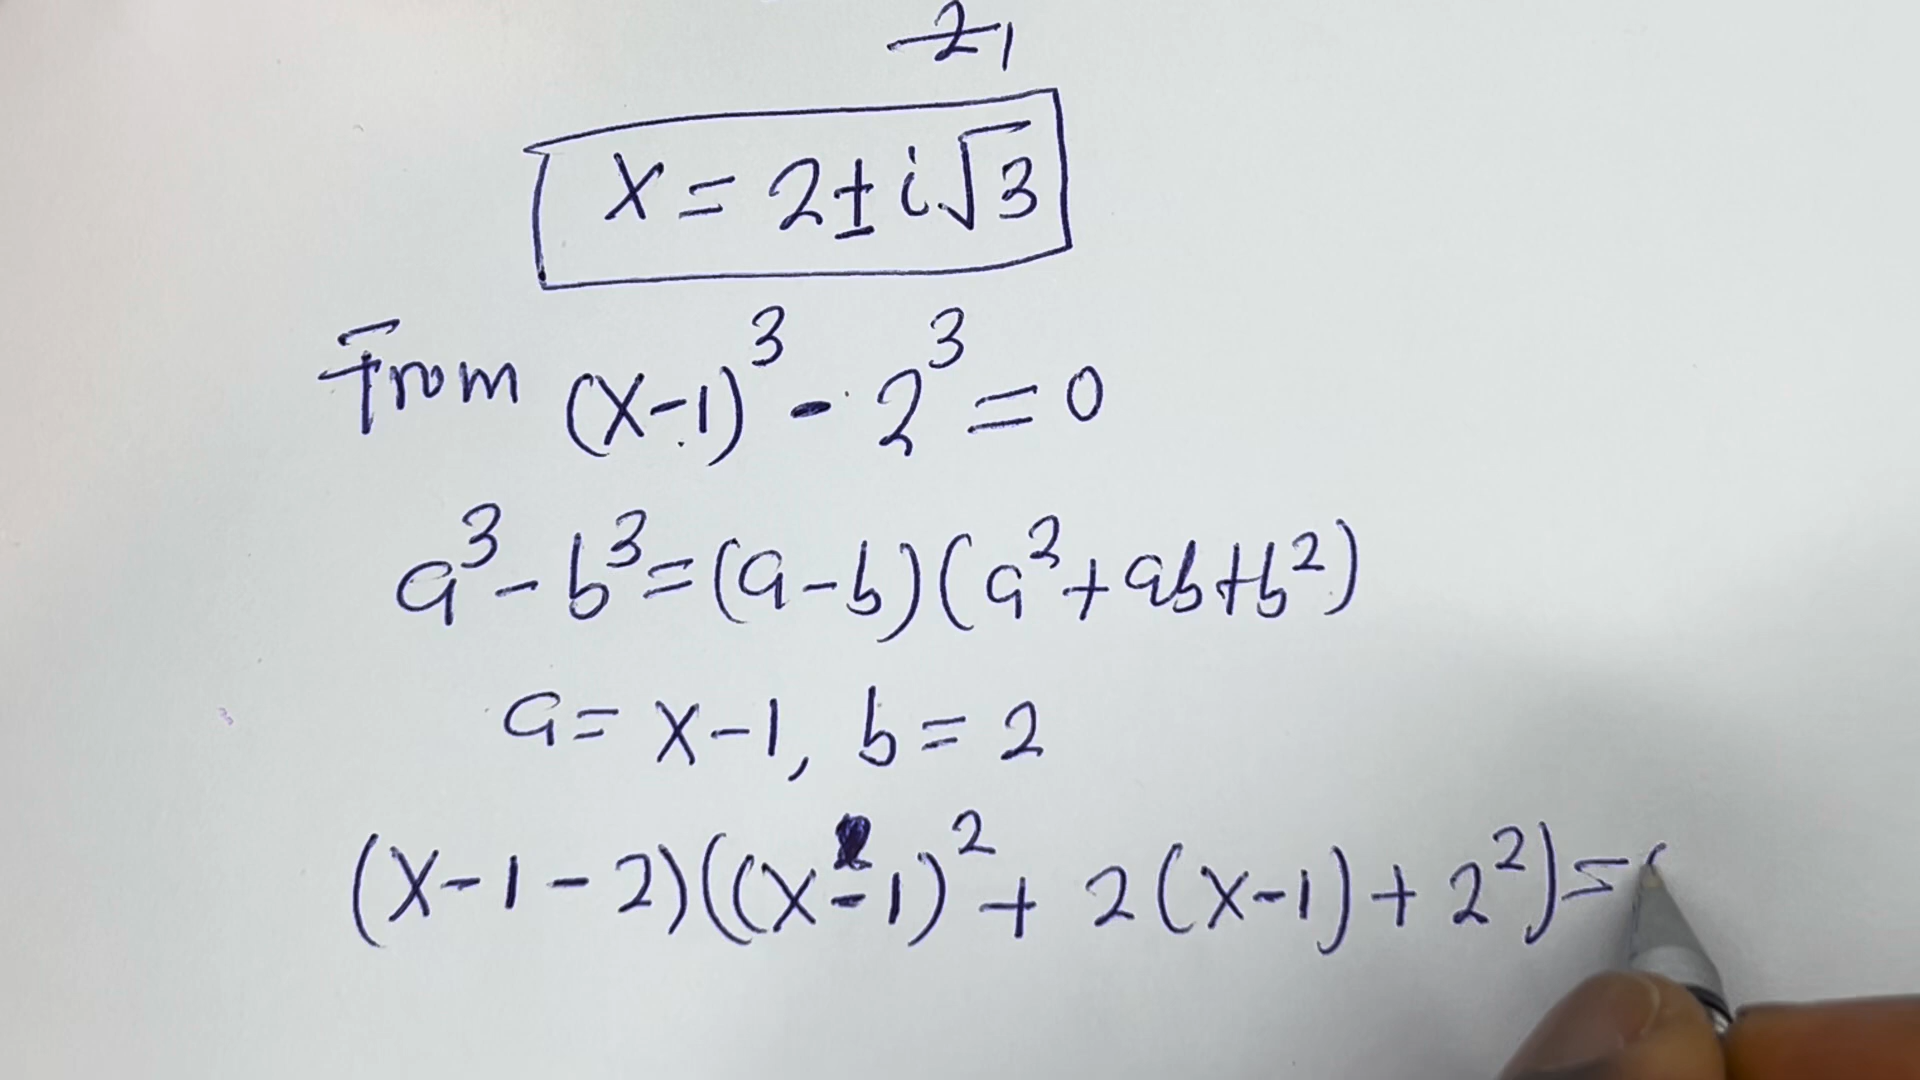 2,
x = 2 ± i√3
From (x-1)³ - 2³ = 0
a³ - b³ = (a-b)(a²+ab+b²)
a = x-1, b = 2
(x-1-2)((x-1)² + 2(x-1) + 2²) =